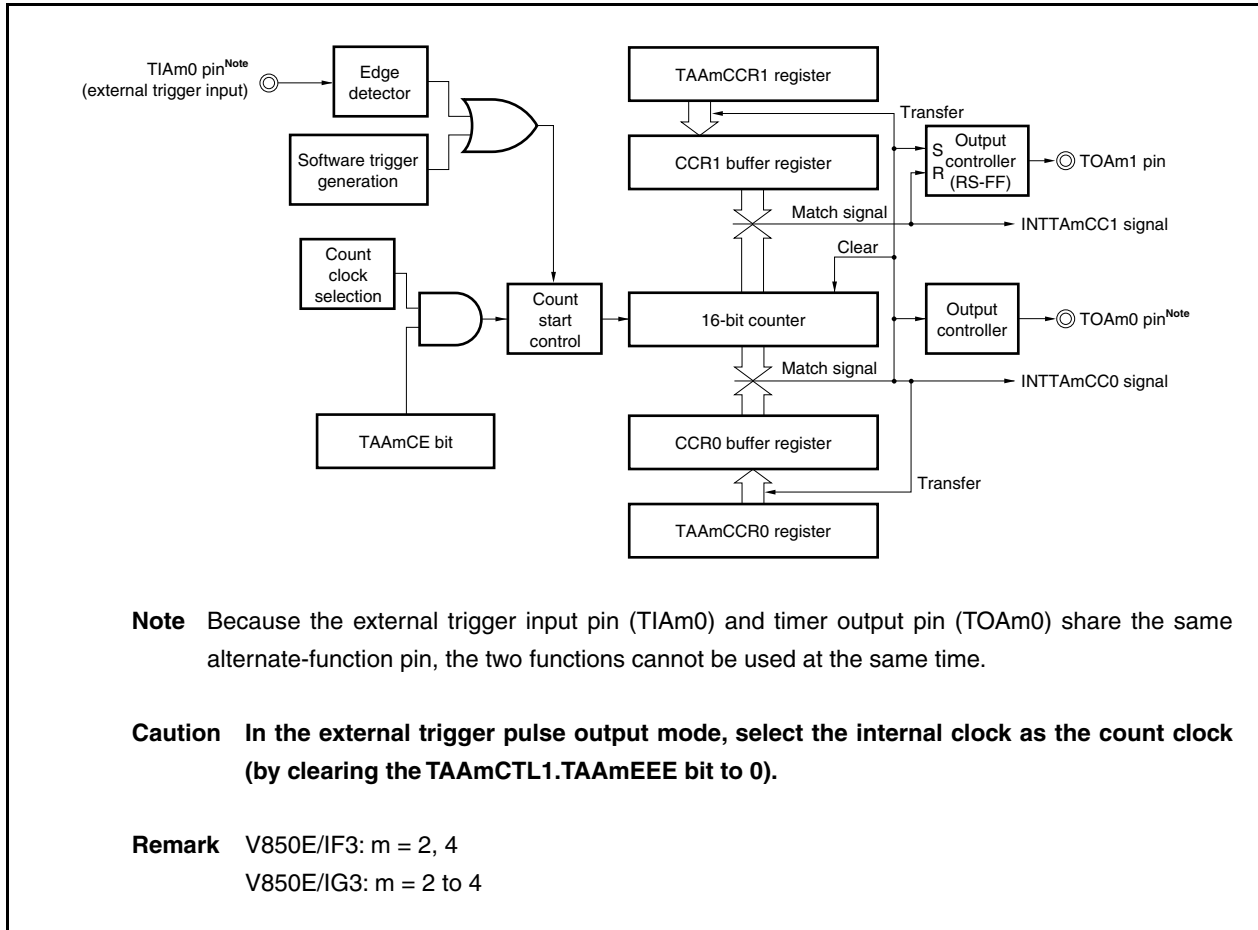 TIAm0 pinNote
(external trigger input)
Edge
detector
Software trigger
generation
Count
clock
selection
Count
start
control
TAAmCE bit
TAAmCCR1 register
Transfer
CCR1 buffer register
S
R
Output
controller
(RS-FF)
TOAm1 pin
Match signal
INTTAmCC1 signal
Clear
16-bit counter
Output
controller
TOAm0 pinNote
Match signal
INTTAmCC0 signal
CCR0 buffer register
Transfer
TAAmCCR0 register
Note Because the external trigger input pin (TIAm0) and timer output pin (TOAm0) share the same
alternate-function pin, the two functions cannot be used at the same time.
Caution In the external trigger pulse output mode, select the internal clock as the count clock
(by clearing the TAAmCTL1.TAAmEEE bit to 0).
Remark V850E/IF3: m = 2, 4
V850E/IG3: m = 2 to 4